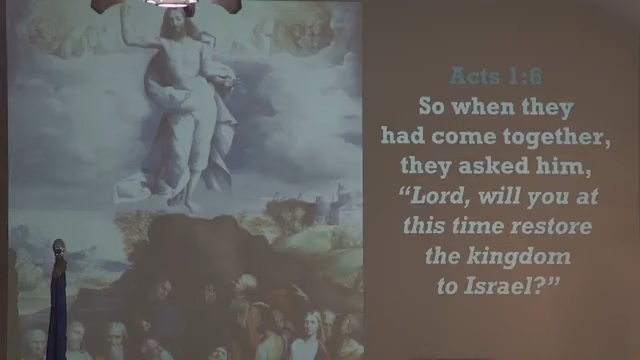 Acts 1:6
So when they
had come together,
they asked him,
“Lord, will you at
this time restore
the kingdom
to Israel?”